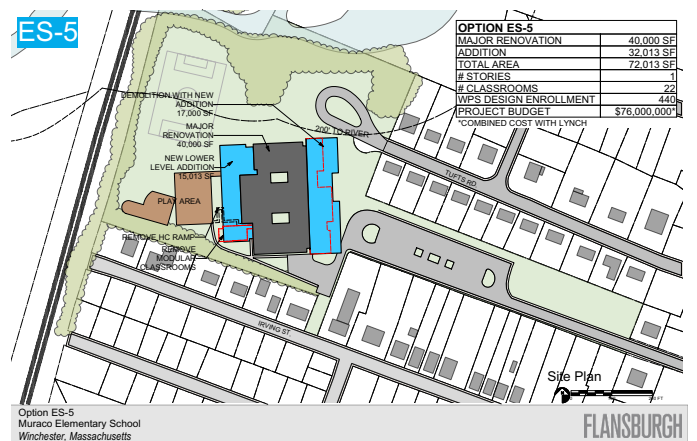 ES-5
OPTION ES-5
MAJOR RENOVATION 40,000 SF
ADDITION 32,013 SF
TOTAL AREA 72,013 SF
# STORIES 1
# CLASSROOMS 22
WPS DESIGN ENROLLMENT 440
PROJECT BUDGET $76,000,000*
*COMBINED COST WITH LYNCH
DEMOLITION WITH NEW
ADDITION
17,000 SF
MAJOR
RENOVATION
40,000 SF
200' TO RIVER
NEW LOWER
LEVEL ADDITION
15,013 SF
TUFTS RD
PLAY AREA
REMOVE HC RAMP
REMOVE
MODULAR
CLASSROOMS
IRVING ST
Site Plan
Option ES-5
Muraco Elementary School
Winchester, Massachusetts
FLANSBURGH